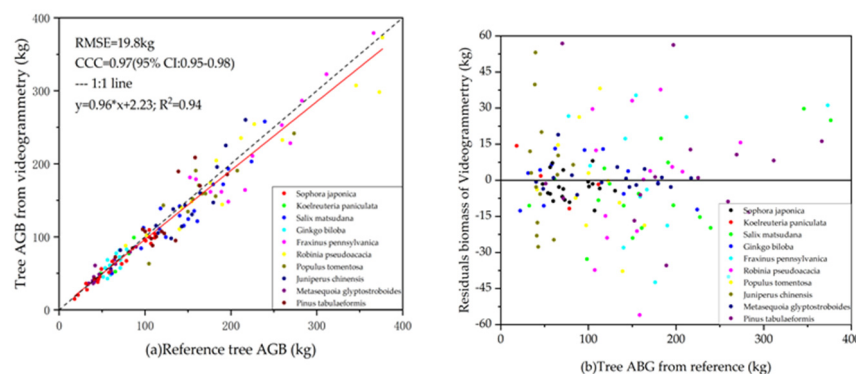 400
300
200
100
0
Tree AGB from videogrammetry (kg)
RMSE=19.8kg
CCC=0.97(95% CI:0.95-0.98)
--- 1:1 line
y=0.96*x+2.23; R²=0.94
Sophora japonica
Koelreuteria paniculata
Salix matsudana
Ginkgo biloba
Fraxinus pennsylvanica
Robinia pseudoacacia
Populus tomentosa
Juniperus chinensis
Metasequoia glyptostroboides
Pinus tabulaeformis
0 100 200 300 400
(a)Reference tree AGB (kg)
60
45
30
15
0
-15
-30
-45
-60
Residuals biomass of Videogrammetry (kg)
Sophora japonica
Koelreuteria paniculata
Salix matsudana
Ginkgo biloba
Fraxinus pennsylvanica
Robinia pseudoacacia
Populus tomentosa
Juniperus chinensis
Metasequoia glyptostroboides
Pinus tabulaeformis
0 100 200 300 400
(b)Tree ABG from reference (kg)